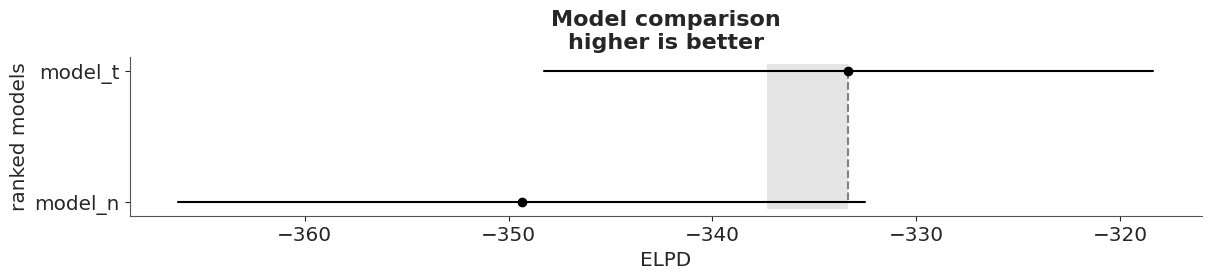 Model comparison
higher is better
ranked models
model_t
model_n
−360
−350
−340
−330
−320
ELPD